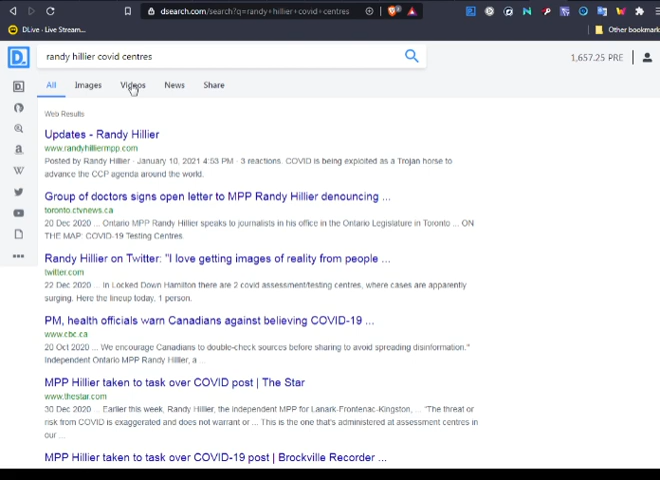 dsearch.com/search?q=randy+hillier+covid+centres
DLive - Live Stream...
Other bookmark
randy hillier covid centres
1,657.25 PRE
All Images Videos News Share
Web Results
Updates - Randy Hillier
www.randyhilliermpp.com
Posted by Randy Hillier · January 10, 2021 4:53 PM · 3 reactions. COVID is being exploited as a Trojan horse to
advance the CCP agenda around the world.
Group of doctors signs open letter to MPP Randy Hillier denouncing ...
toronto.ctvnews.ca
20 Dec 2020 ... Ontario MPP Randy Hillier speaks to journalists in his office in the Ontario Legislature in Toronto ... ON
THE MAP: COVID-19 Testing Centres.
Randy Hillier on Twitter: "I love getting images of reality from people ...
twitter.com
22 Dec 2020 ... In Locked Down Hamilton there are 2 covid assessment/testing centres, where cases are apparently
surging. Here the lineup today, 1 person.
PM, health officials warn Canadians against believing COVID-19 ...
www.cbc.ca
20 Oct 2020 ... We encourage Canadians to double-check sources before sharing to avoid spreading disinformation."
Independent Ontario MPP Randy Hillier, a ...
MPP Hillier taken to task over COVID post | The Star
www.thestar.com
30 Dec 2020 ... Earlier this week, Randy Hillier, the independent MPP for Lanark-Frontenac-Kingston, ... "The threat or
risk from COVID is exaggerated and does not warrant or ... This is the one that's administered at assessment centres in
our ...
MPP Hillier taken to task over COVID-19 post | Brockville Recorder ...